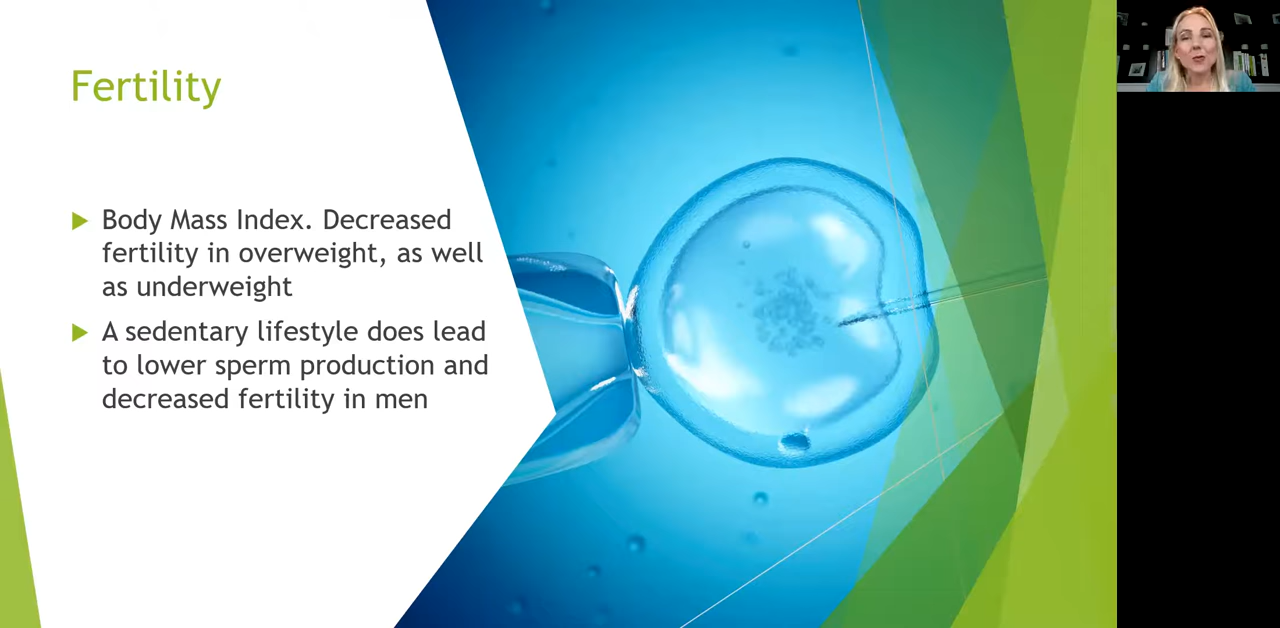 Fertility
Body Mass Index. Decreased
fertility in overweight, as well
as underweight
A sedentary lifestyle does lead
to lower sperm production and
decreased fertility in men